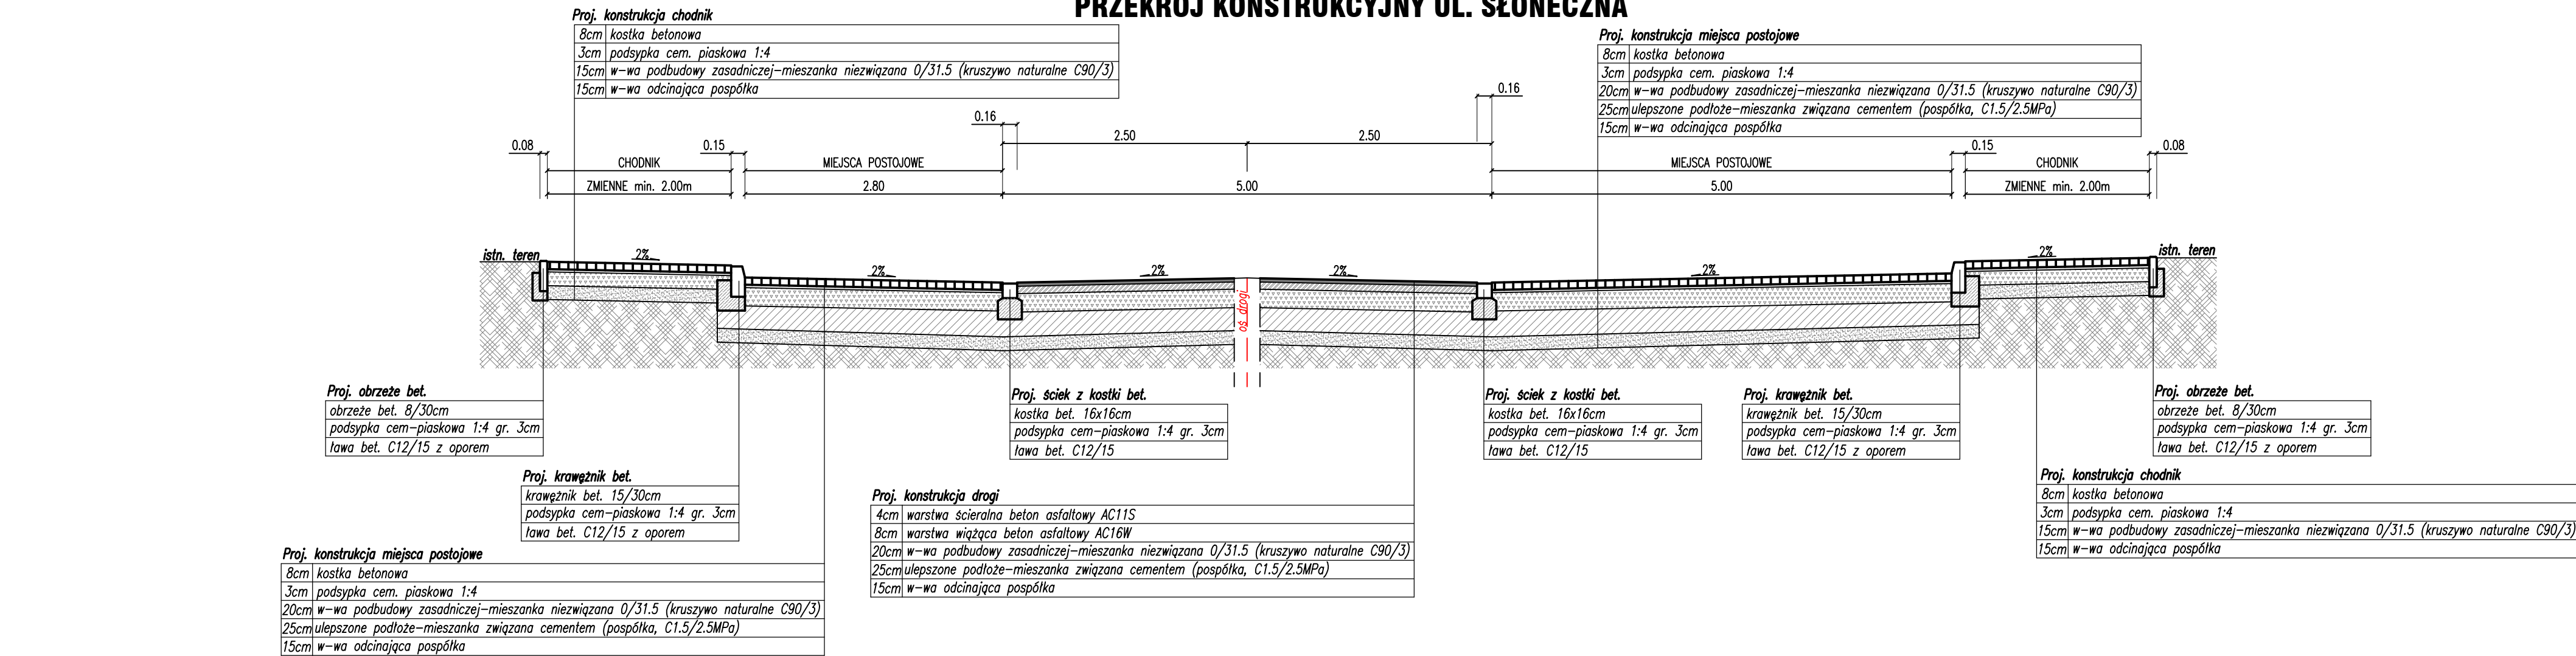 PRZEKRÓJ KONSTRUKCYJNY UL. SŁONECZNA
Proj. konstrukcja chodnik
8cm kostka betonowa
3cm podsypka cem. piaskowa 1:4
15cm w-wa podbudowy zasadniczej-mieszanka niezwiązana 0/31.5 (kruszywo naturalne C90/3)
15cm w-wa odcinająca pospółka
Proj. konstrukcja miejsca postojowe
8cm kostka betonowa
3cm podsypka cem. piaskowa 1:4
20cm w-wa podbudowy zasadniczej-mieszanka niezwiązana 0/31.5 (kruszywo naturalne C90/3)
25cm ulepszone podłoże-mieszanka związana cementem (pospółka, C1.5/2.5MPa)
15cm w-wa odcinająca pospółka
0.16
0.16
2.50
2.50
0.08
0.15
0.15
0.08
CHODNIK
MIEJSCA POSTOJOWE
MIEJSCA POSTOJOWE
CHODNIK
ZMIENNE min. 2.00m
2.80
5.00
5.00
ZMIENNE min. 2.00m
istn. teren
2%
2%
2%
2%
2%
2%
istn. teren
oś drogi
Proj. obrzeże bet.
obrzeże bet. 8/30cm
podsypka cem-piaskowa 1:4 gr. 3cm
ława bet. C12/15 z oporem
Proj. krawężnik bet.
krawężnik bet. 15/30cm
podsypka cem-piaskowa 1:4 gr. 3cm
ława bet. C12/15 z oporem
Proj. konstrukcja miejsca postojowe
8cm kostka betonowa
3cm podsypka cem. piaskowa 1:4
20cm w-wa podbudowy zasadniczej-mieszanka niezwiązana 0/31.5 (kruszywo naturalne C90/3)
25cm ulepszone podłoże-mieszanka związana cementem (pospółka, C1.5/2.5MPa)
15cm w-wa odcinająca pospółka
Proj. ściek z kostki bet.
kostka bet. 16x16cm
podsypka cem-piaskowa 1:4 gr. 3cm
ława bet. C12/15
Proj. konstrukcja drogi
4cm warstwa ścieralna beton asfaltowy AC11S
8cm warstwa wiążąca beton asfaltowy AC16W
20cm w-wa podbudowy zasadniczej-mieszanka niezwiązana 0/31.5 (kruszywo naturalne C90/3)
25cm ulepszone podłoże-mieszanka związana cementem (pospółka, C1.5/2.5MPa)
15cm w-wa odcinająca pospółka
Proj. ściek z kostki bet.
kostka bet. 16x16cm
podsypka cem-piaskowa 1:4 gr. 3cm
ława bet. C12/15
Proj. krawężnik bet.
krawężnik bet. 15/30cm
podsypka cem-piaskowa 1:4 gr. 3cm
ława bet. C12/15 z oporem
Proj. obrzeże bet.
obrzeże bet. 8/30cm
podsypka cem-piaskowa 1:4 gr. 3cm
ława bet. C12/15 z oporem
Proj. konstrukcja chodnik
8cm kostka betonowa
3cm podsypka cem. piaskowa 1:4
15cm w-wa podbudowy zasadniczej-mieszanka niezwiązana 0/31.5 (kruszywo naturalne C90/3)
15cm w-wa odcinająca pospółka